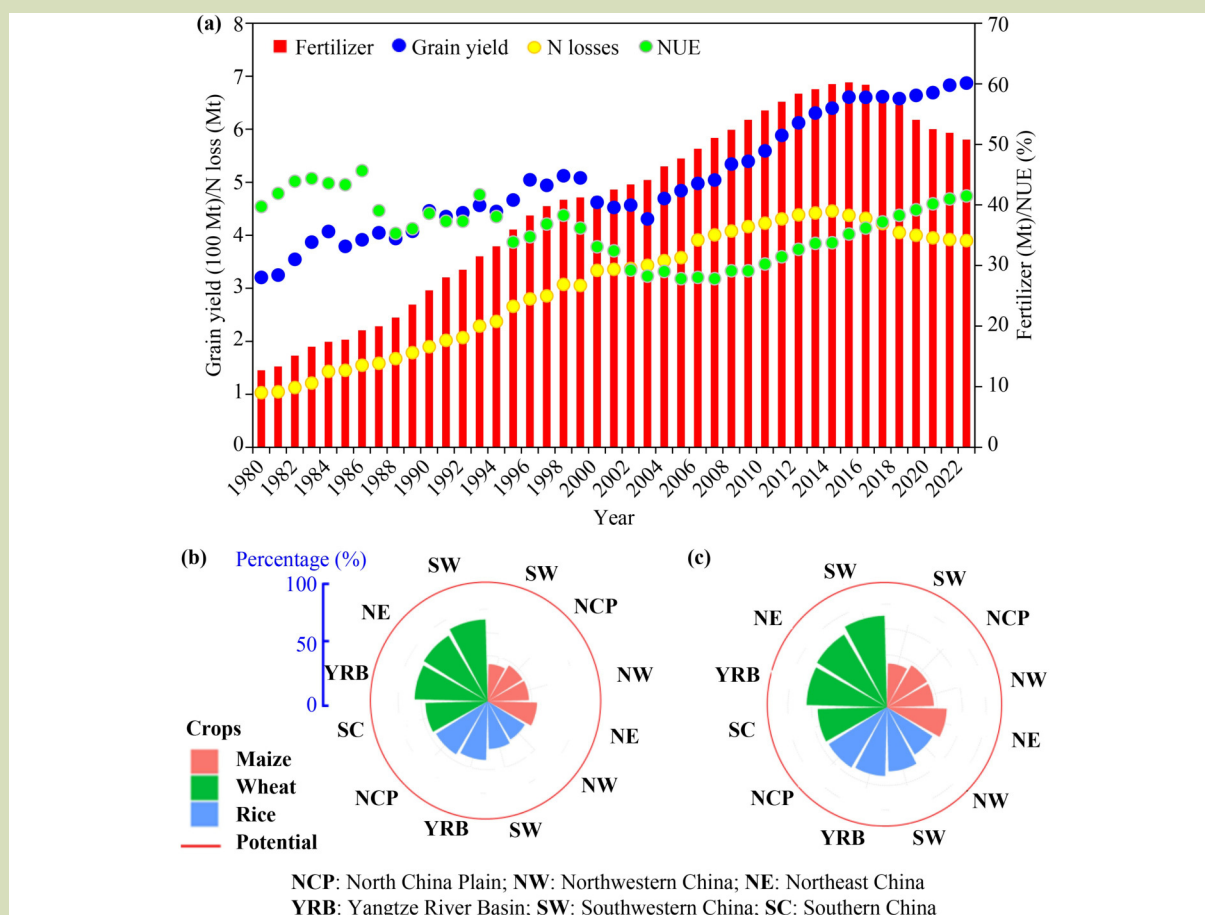 (a)
8
7
6
5
4
3
2
1
0
Grain yield (100 Mt)/N loss (Mt)
Fertilizer
Grain yield
N losses
NUE
70
60
50
40
30
20
10
0
Fertilizer (Mt)/NUE (%)
1980
1982
1984
1986
1988
1990
1992
1994
1996
1998
2000
2002
2004
2006
2008
2010
2012
2014
2016
2018
2020
2022
Year
(b)
Percentage (%)
100
50
0
SW
SW
NCP
NW
NE
NW
SW
YRB
NCP
SC
YRB
NE
Crops
Maize
Wheat
Rice
Potential
(c)
SW
SW
NCP
NW
NE
NW
SW
YRB
NCP
SC
YRB
NE
NCP: North China Plain; NW: Northwestern China; NE: Northeast China
YRB: Yangtze River Basin; SW: Southwestern China; SC: Southern China